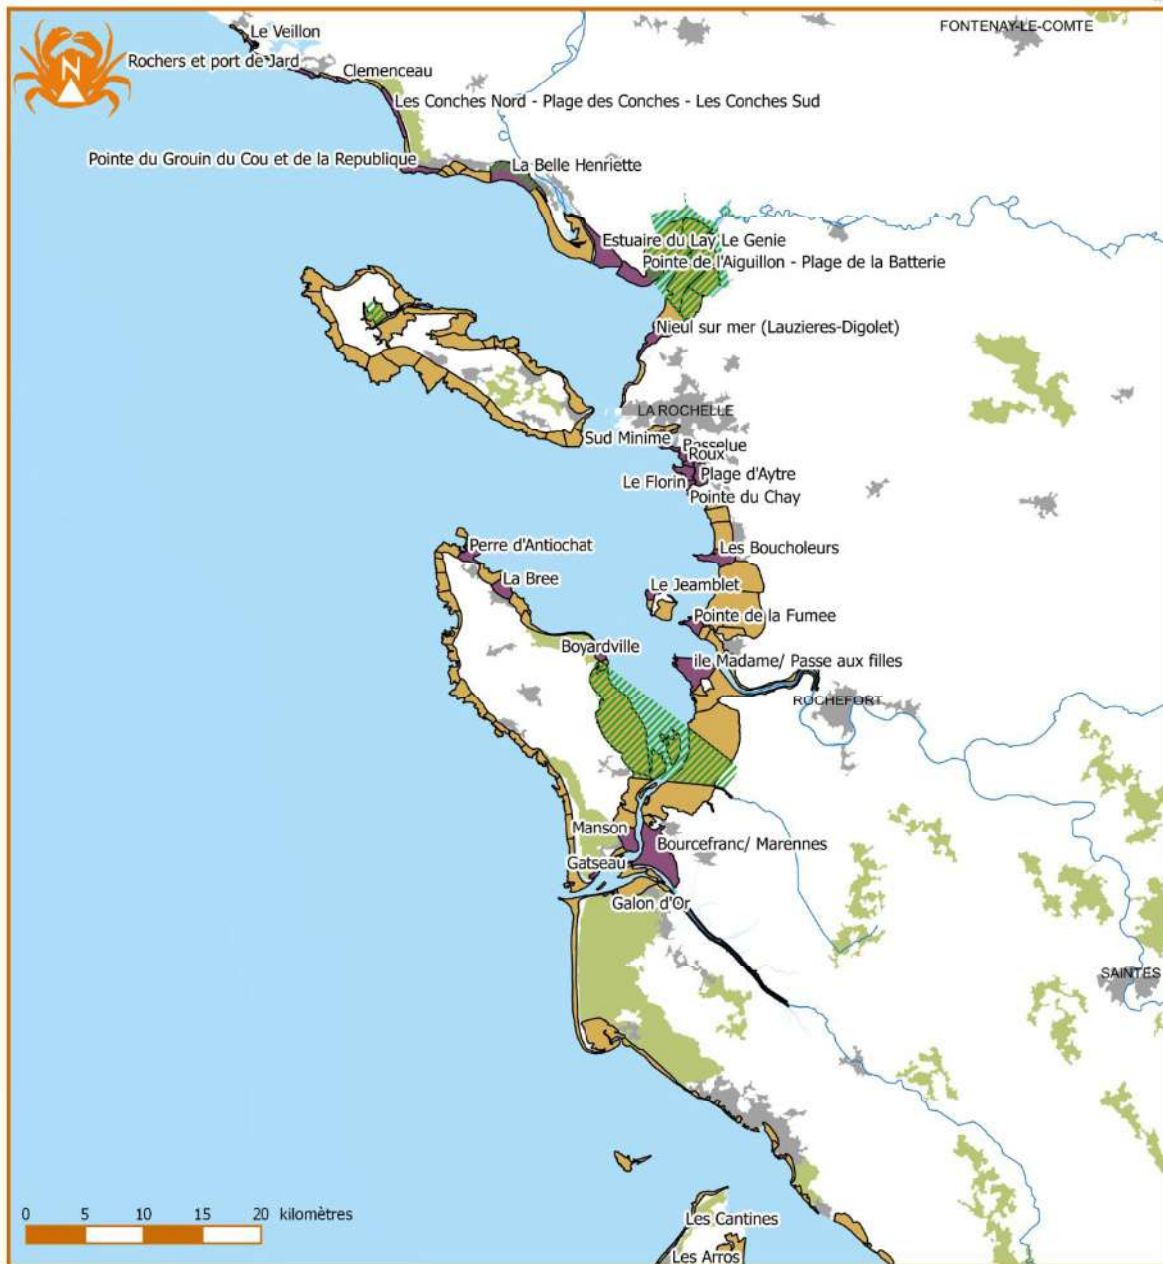 FONTENAY-LE-COMTE
Le Veillon
N
Rochers et port de Jard
Clemenceau
Les Conches Nord - Plage des Conches - Les Conches Sud
Pointe du Grouin du Cou et de la Republique
La Belle Henriette
Estuaire du Lay Le Genie
Pointe de l'Aiguillon - Plage de la Batterie
Nieul sur mer (Lauzieres-Digolet)
LA ROCHELLE
Sud Minime
Passelue
Roux
Plage d'Aytre
Le Florin
Pointe du Chay
Perre d'Antiochat
Les Boucholeurs
La Bree
Le Jeamblet
Pointe de la Fumee
Boyardville
ile Madame/ Passe aux filles
ROCHEFORT
Manson
Bourcefranc/ Marennes
Gatseau
Galon d'Or
SAINTES
0 5 10 15 20 kilomètres
Les Cantines
Les Arros